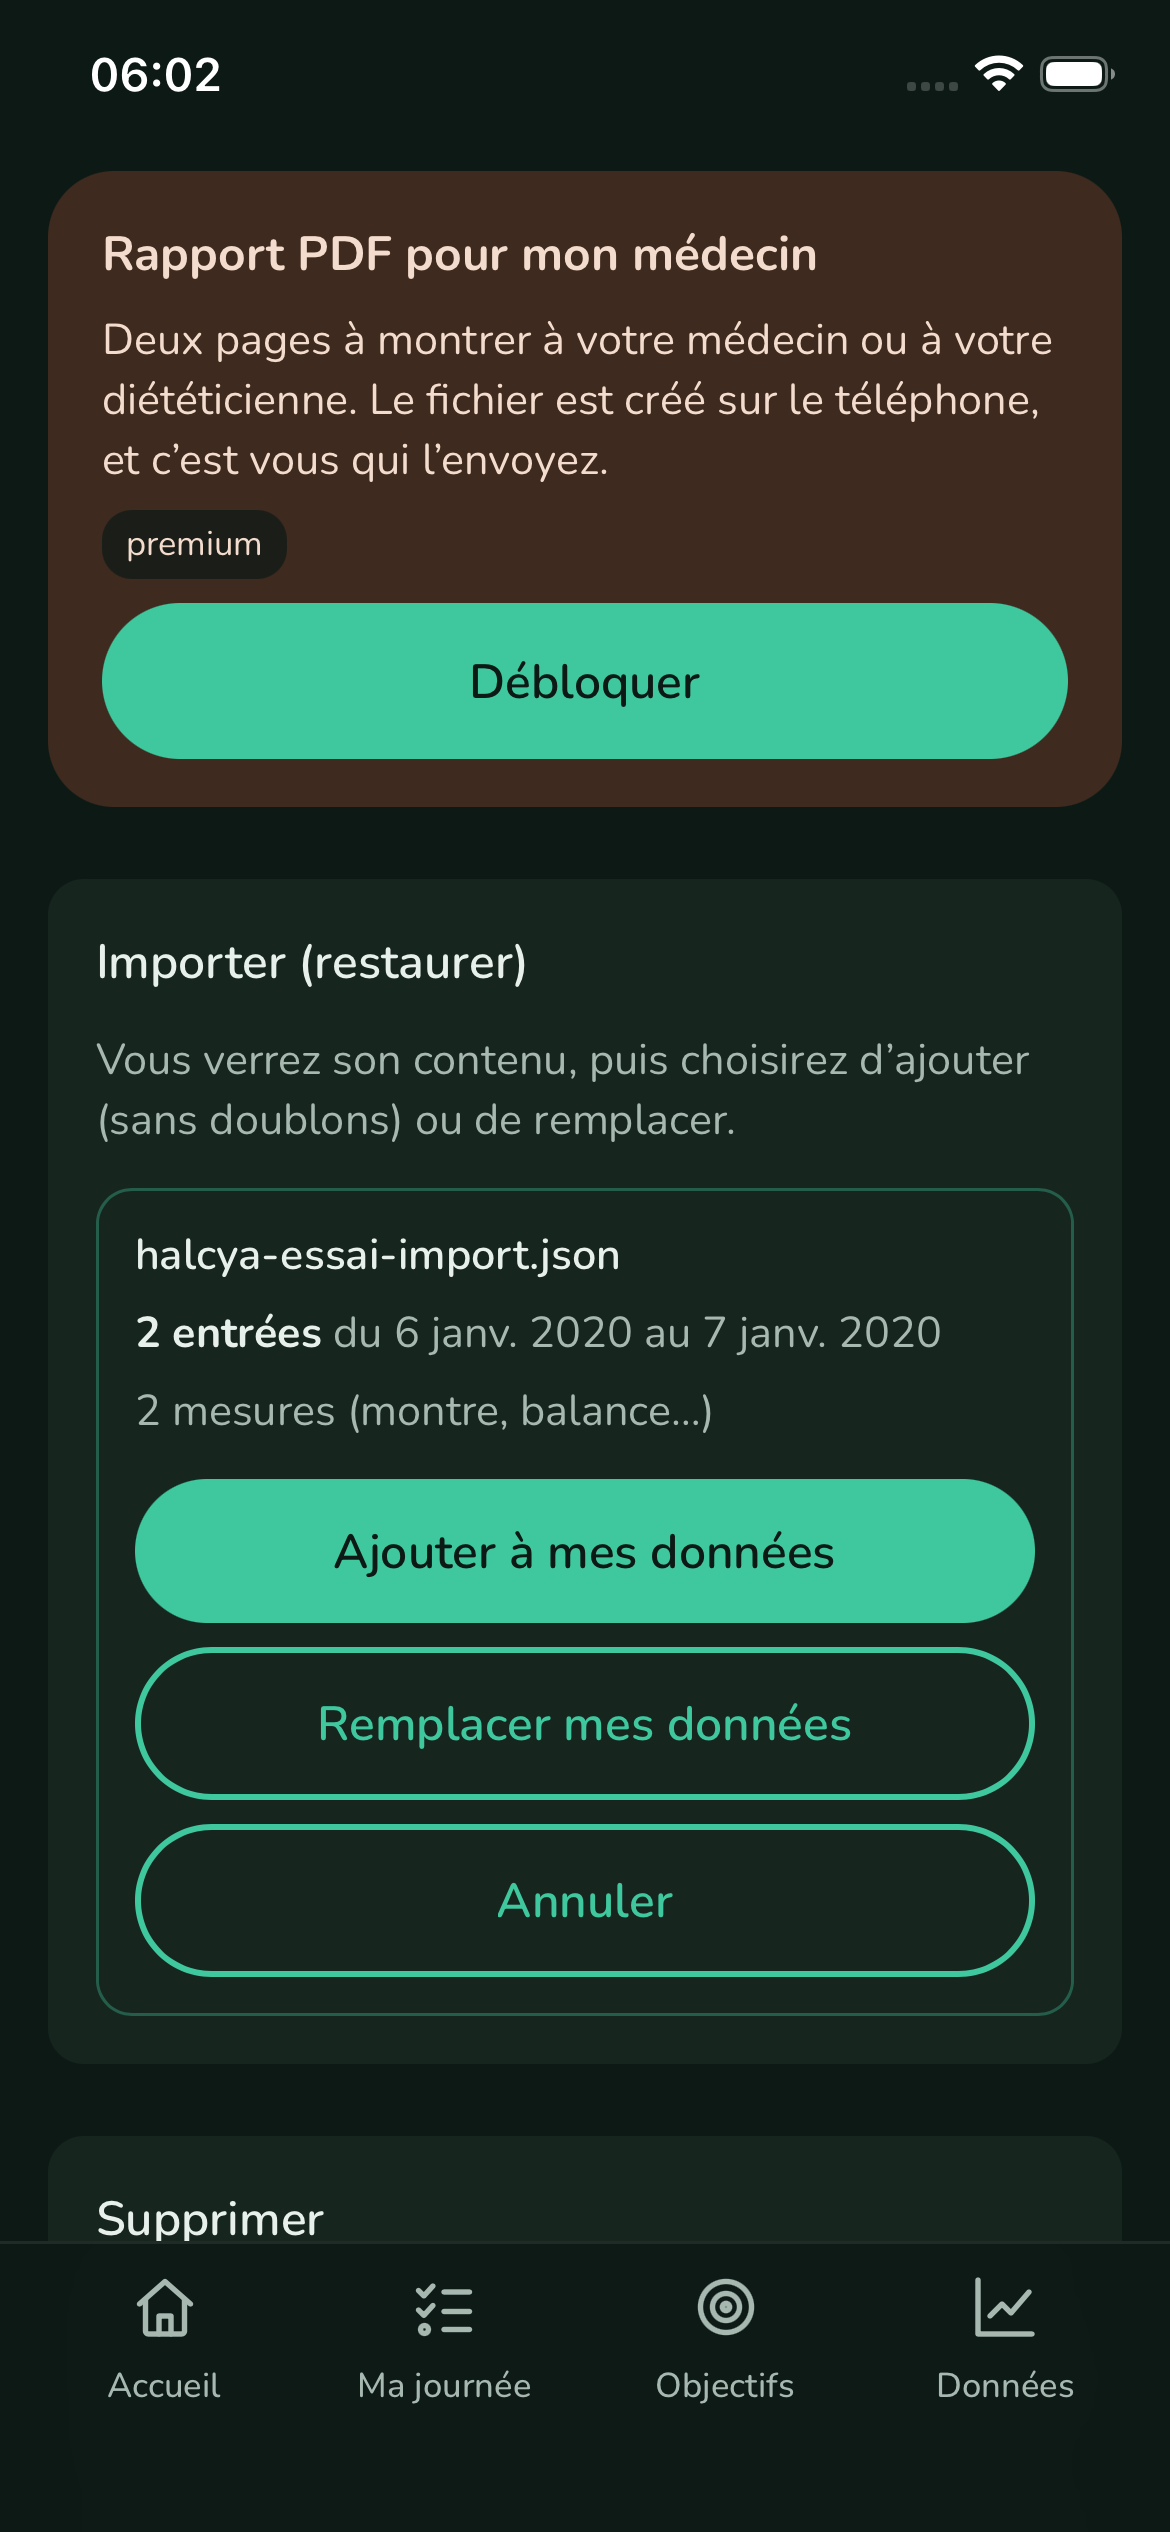 06:02
Rapport PDF pour mon médecin
Deux pages à montrer à votre médecin ou à votre
diététicienne. Le fichier est créé sur le téléphone,
et c’est vous qui l’envoyez.
premium
Débloquer
Importer (restaurer)
Vous verrez son contenu, puis choisirez d’ajouter
(sans doublons) ou de remplacer.
halcya-essai-import.json
2 entrées du 6 janv. 2020 au 7 janv. 2020
2 mesures (montre, balance…)
Ajouter à mes données
Remplacer mes données
Annuler
Supprimer
Accueil
Ma journée
Objectifs
Données